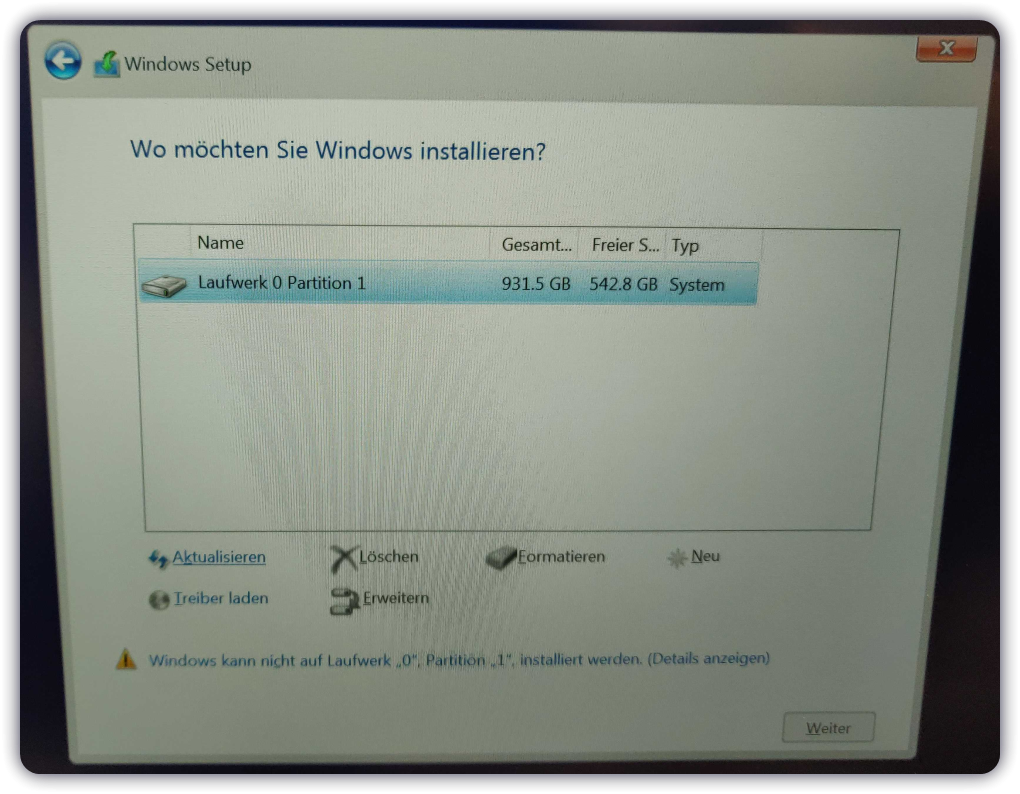 Windows Setup
Wo möchten Sie Windows installieren?
Name Gesamt... Freier S... Typ
Laufwerk 0 Partition 1 931.5 GB 542.8 GB System
Aktualisieren Löschen Formatieren Neu
Treiber laden Erweitern
Windows kann nicht auf Laufwerk „0“, Partition „1“, installiert werden. (Details anzeigen)
Weiter